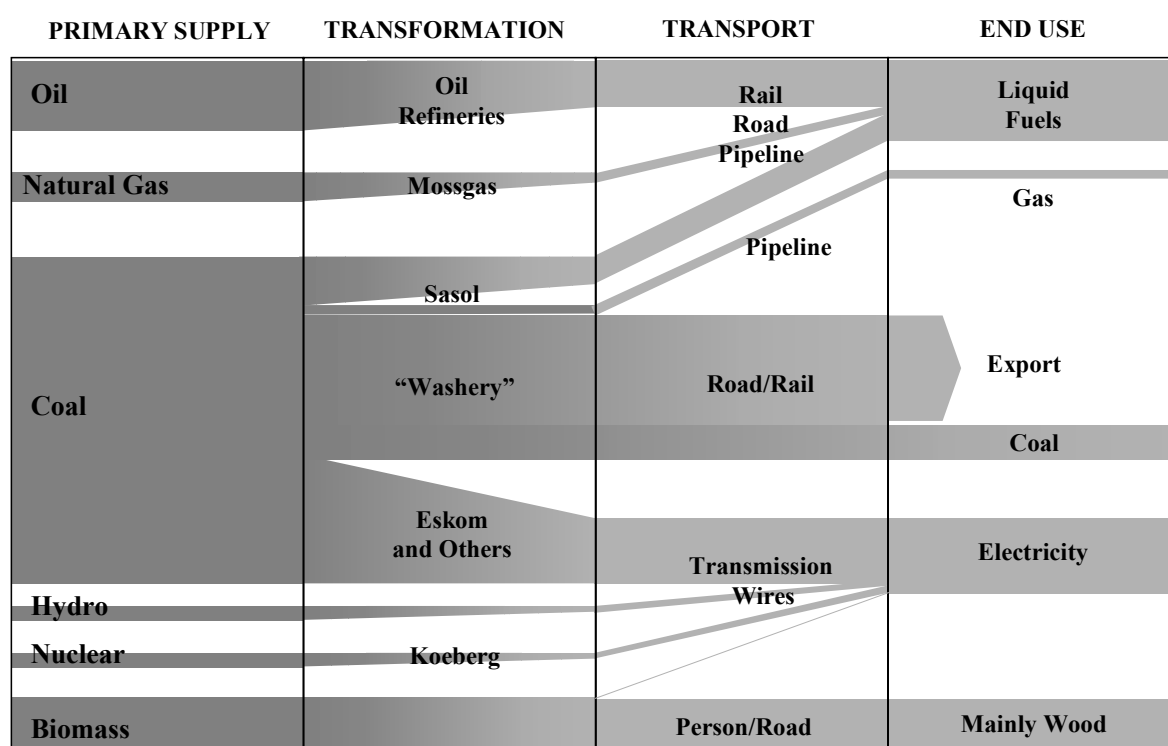 PRIMARY SUPPLY
TRANSFORMATION
TRANSPORT
END USE
Oil
Oil
Refineries
Rail
Road
Pipeline
Liquid
Fuels
Natural Gas
Mossgas
Gas
Pipeline
Sasol
Coal
“Washery”
Road/Rail
Export
Coal
Eskom
and Others
Transmission
Wires
Electricity
Hydro
Nuclear
Koeberg
Biomass
Person/Road
Mainly Wood